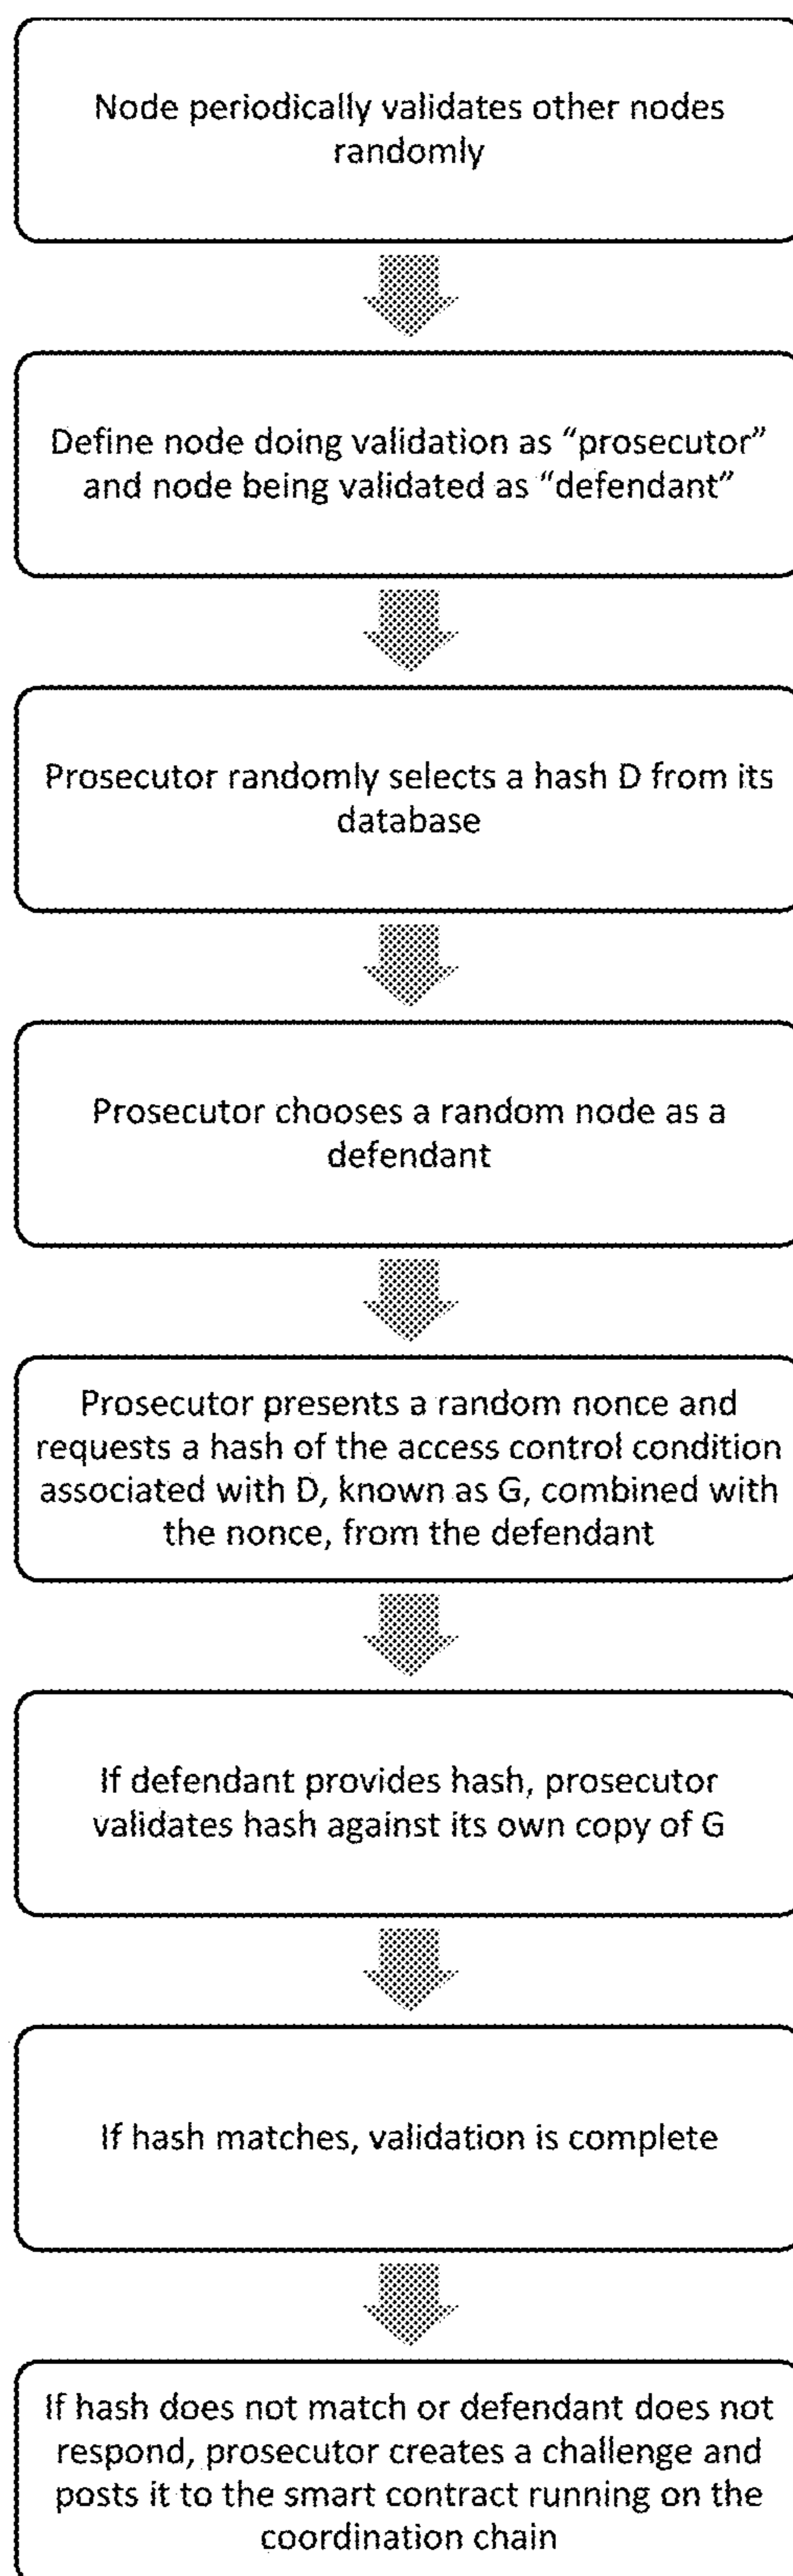 Node periodically validates other nodes
randomly
Define node doing validation as “prosecutor”
and node being validated as “defendant”
Prosecutor randomly selects a hash D from its
database
Prosecutor chooses a random node as a
defendant
Prosecutor presents a random nonce and
requests a hash of the access control condition
associated with D, known as G, combined with
the nonce, from the defendant
If defendant provides hash, prosecutor
validates hash against its own copy of G
If hash matches, validation is complete
If hash does not match or defendant does not
respond, prosecutor creates a challenge and
posts it to the smart contract running on the
coordination chain